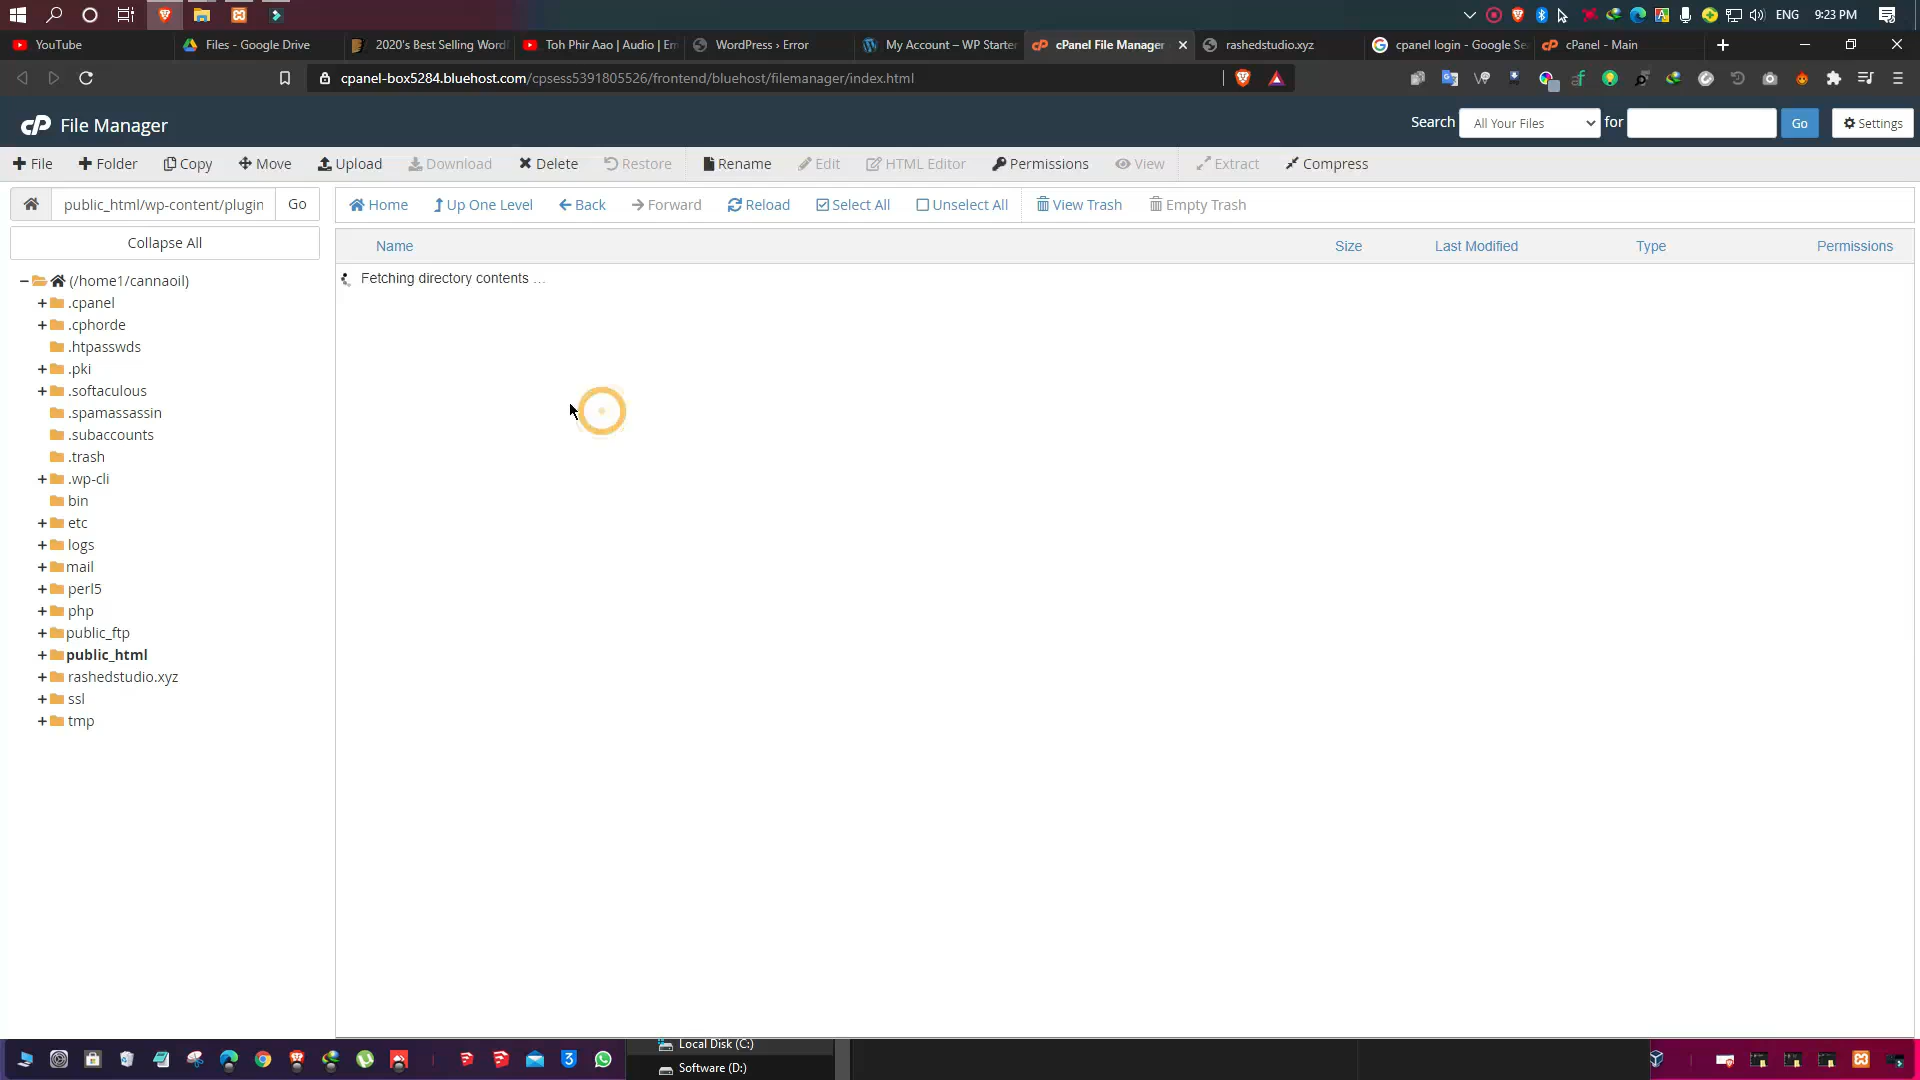 ENG
9:23 PM
YouTube
Files - Google Drive
2020's Best Selling Word
Toh Phir Aao | Audio | Em
WordPress › Error
My Account – WP Starter
cPanel File Manager
rashedstudio.xyz
cpanel login - Google Se
cPanel - Main
cpanel-box5284.bluehost.com/cpsess5391805526/frontend/bluehost/filemanager/index.html
cP File Manager
Search
All Your Files
for
Go
Settings
File
Folder
Copy
Move
Upload
Download
Delete
Restore
Rename
Edit
HTML Editor
Permissions
View
Extract
Compress
public_html/wp-content/plugin
Go
Home
Up One Level
Back
Forward
Reload
Select All
Unselect All
View Trash
Empty Trash
Collapse All
Name
Size
Last Modified
Type
Permissions
Fetching directory contents ...
(/home1/cannaoil)
.cpanel
.cphorde
.htpasswds
.pki
.softaculous
.spamassassin
.subaccounts
.trash
.wp-cli
bin
etc
logs
mail
perl5
php
public_ftp
public_html
rashedstudio.xyz
ssl
tmp
Local Disk (C:)
Software (D:)